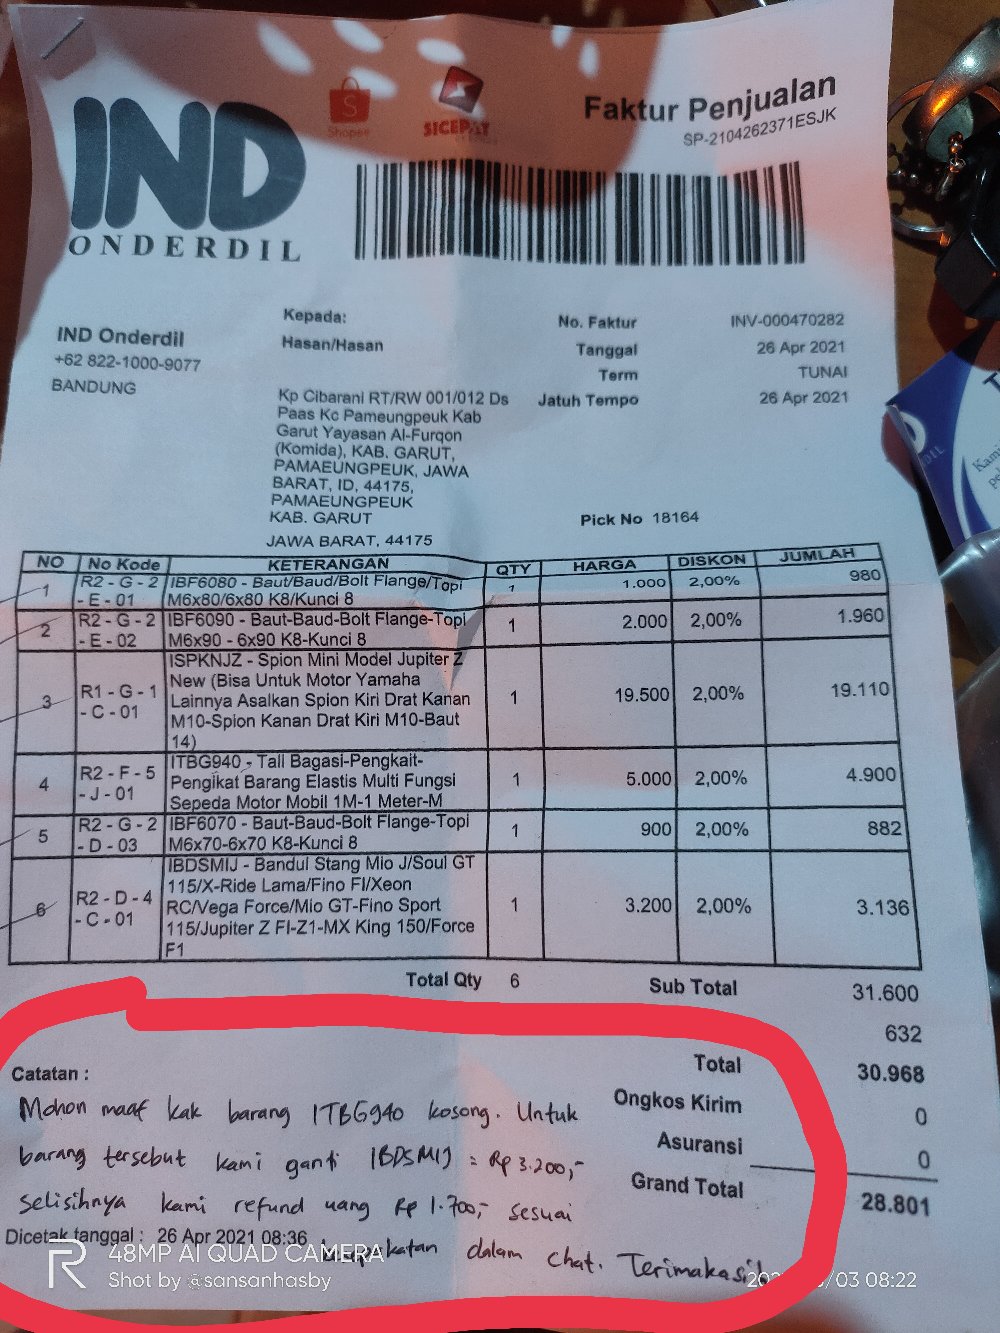 IND
ONDERDIL
Shopee
SICEPAT
Faktur Penjualan
SP-2104262371ESJK
IND Onderdil
+62 822-1000-9077
BANDUNG
Kepada:
Hasan/Hasan
Kp Cibarani RT/RW 001/012 Ds
Paas Kc Pameungpeuk Kab
Garut Yayasan Al-Furqon
(Komida), KAB. GARUT,
PAMAEUNGPEUK, JAWA
BARAT, ID, 44175,
PAMAEUNGPEUK
KAB. GARUT
JAWA BARAT, 44175
No. Faktur INV-000470282
Tanggal 26 Apr 2021
Term TUNAI
Jatuh Tempo 26 Apr 2021
Pick No 18164
NO No Kode KETERANGAN QTY HARGA DISKON JUMLAH
1 R2 - G - 2 IBF6080 - Baut/Baud/Bolt Flange/Topi 1 1.000 2,00% 980
- E - 01 M6x80/6x80 K8/Kunci 8
2 R2 - G - 2 IBF6090 - Baut-Baud-Bolt Flange-Topi 1 2.000 2,00% 1.960
- E - 02 M6x90 - 6x90 K8-Kunci 8
ISPKNJZ - Spion Mini Model Jupiter Z
New (Bisa Untuk Motor Yamaha
3 R1 - G - 1 Lainnya Asalkan Spion Kiri Drat Kanan 1 19.500 2,00% 19.110
- C - 01 M10-Spion Kanan Drat Kiri M10-Baut
14)
ITBG940 - Tali Bagasi-Pengkait-
4 R2 - F - 5 Pengikat Barang Elastis Multi Fungsi 1 5.000 2,00% 4.900
- J - 01 Sepeda Motor Mobil 1M-1 Meter-M
5 R2 - G - 2 IBF6070 - Baut-Baud-Bolt Flange-Topi 1 900 2,00% 882
- D - 03 M6x70-6x70 K8-Kunci 8
IBDSMIJ - Bandul Stang Mio J/Soul GT
115/X-Ride Lama/Fino FI/Xeon
6 R2 - D - 4 RC/Vega Force/Mio GT-Fino Sport 1 3.200 2,00% 3.136
- C - 01 115/Jupiter Z FI-Z1-MX King 150/Force
F1
Total Qty 6
Sub Total 31.600
632
Total 30.968
Ongkos Kirim 0
Asuransi 0
Grand Total 28.801
Catatan :
Mohon maaf kak barang ITBG940 kosong. Untuk
barang tersebut kami ganti IBDSMIJ = Rp 3.200,-
selisihnya kami refund uang Rp 1.700,- sesuai
dalam chat. Terimakasih
Dicetak tanggal : 26 Apr 2021 08:36
R
48MP AI QUAD CAMERA
Shot by sansanhasby
/03 08:22